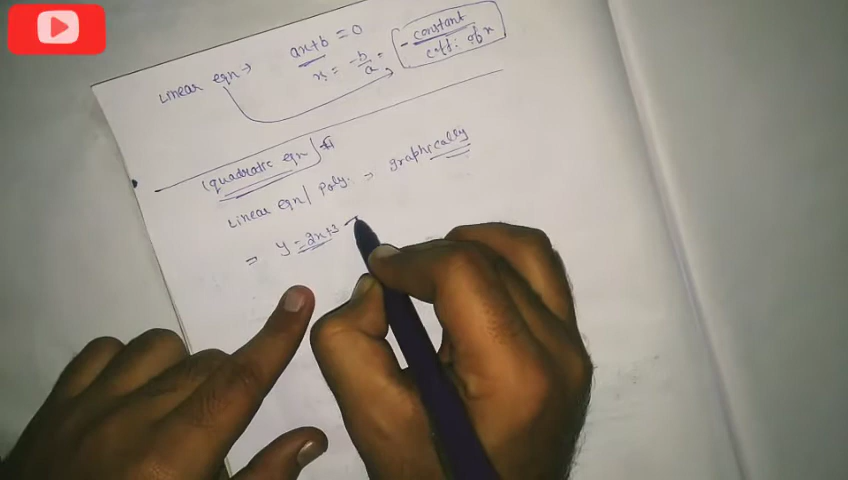 Linear eqn → ax+b = 0
x = -b/a = - constant / coff: of x
(quadratic eqn)
Linear eqn / Poly. → graphically
= y = 2x+3